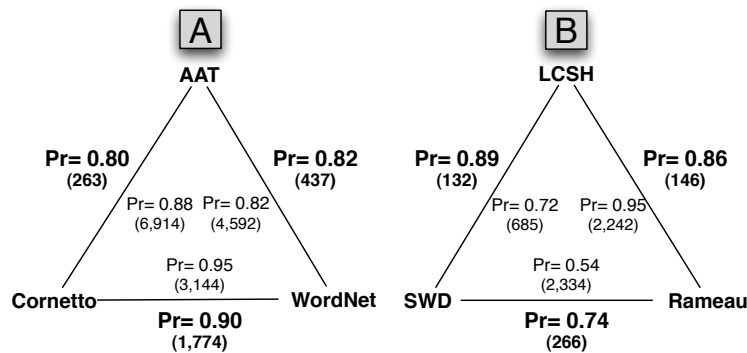 A
AAT
Pr= 0.80
(263)
Pr= 0.82
(437)
Pr= 0.88
(6,914)
Pr= 0.82
(4,592)
Pr= 0.95
(3,144)
Cornetto
WordNet
Pr= 0.90
(1,774)
B
LCSH
Pr= 0.89
(132)
Pr= 0.86
(146)
Pr= 0.72
(685)
Pr= 0.95
(2,242)
Pr= 0.54
(2,334)
SWD
Rameau
Pr= 0.74
(266)